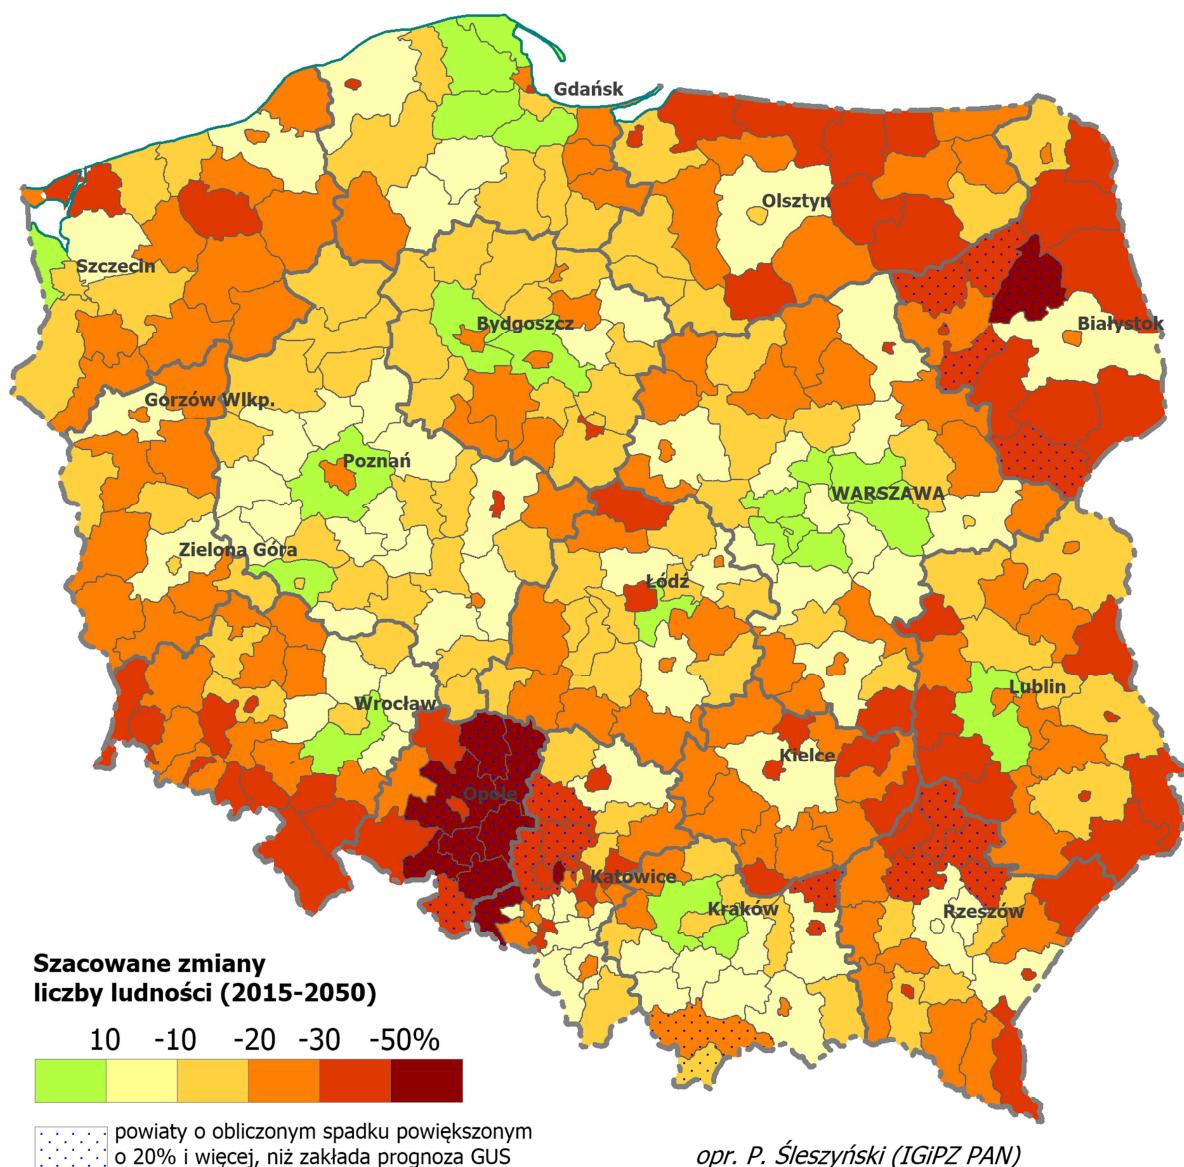 Gdańsk
Olsztyn
Szczecin
Bydgoszcz
Białystok
Gorzów Wlkp.
Poznań
WARSZAWA
Zielona Góra
Łódź
Lublin
Wrocław
Kielce
Opole
Katowice
Kraków
Rzeszów
Szacowane zmiany
liczby ludności (2015-2050)
10 -10 -20 -30 -50%
powiaty o obliczonym spadku powiększonym
o 20% i więcej, niż zakłada prognoza GUS
opr. P. Śleszyński (IGiPZ PAN)